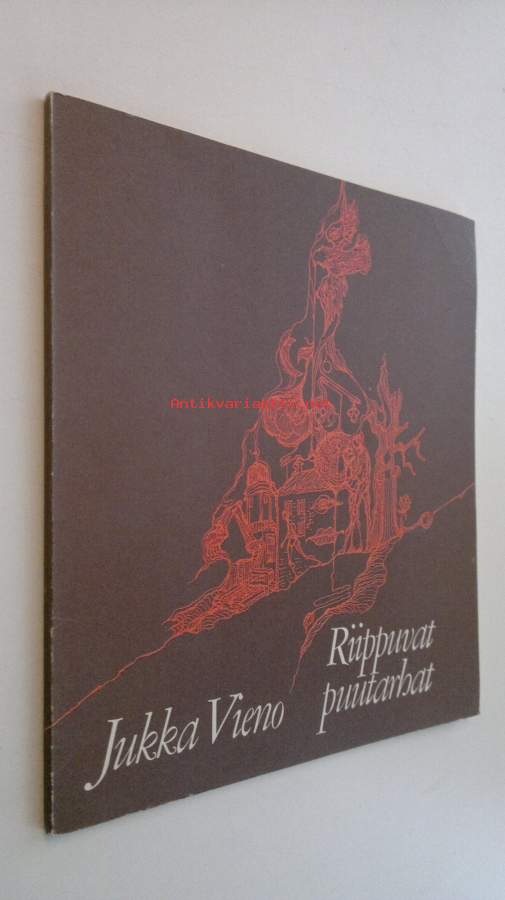 Riippuvat
puutarhat
Jukka Vieno